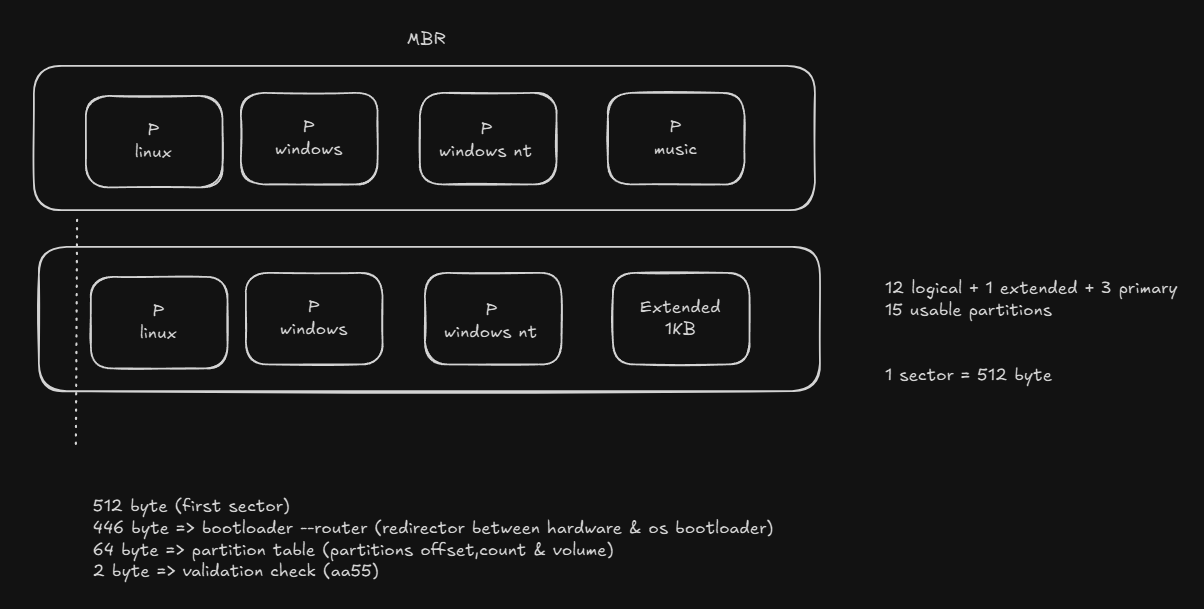 MBR
P
linux
P
windows
P
windows nt
P
music
P
linux
P
windows
P
windows nt
Extended
1KB
12 logical + 1 extended + 3 primary
15 usable partitions
1 sector = 512 byte
512 byte (first sector)
446 byte => bootloader --router (redirector between hardware & os bootloader)
64 byte => partition table (partitions offset,count & volume)
2 byte => validation check (aa55)